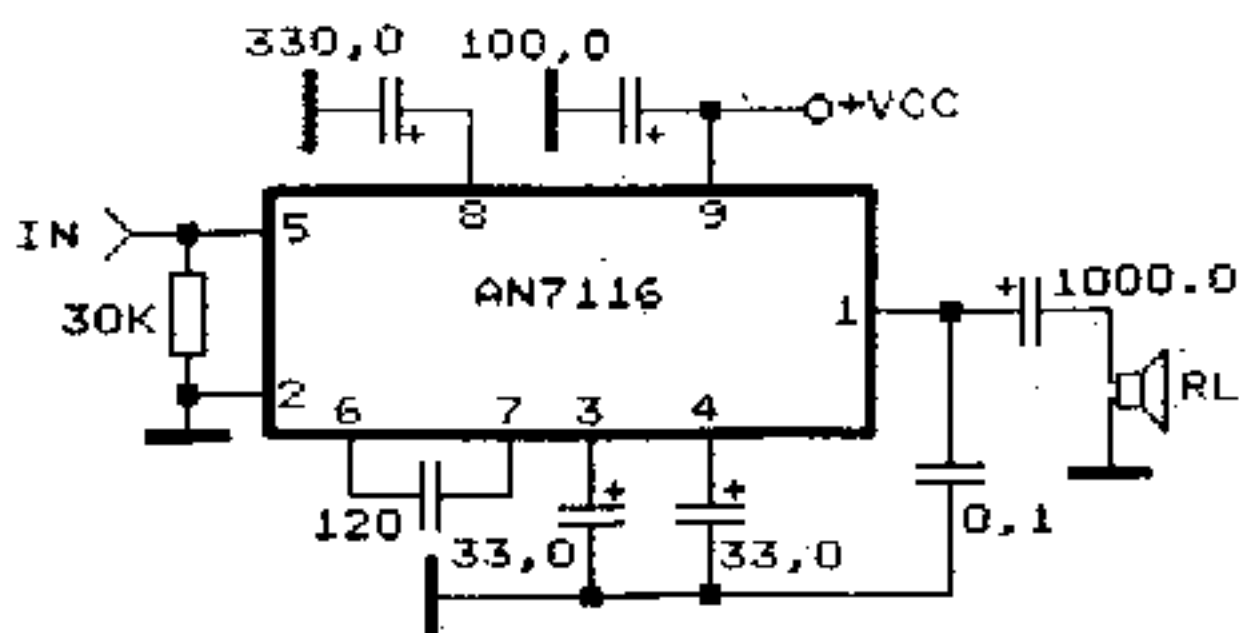 330,0 100,0
+ + +VCC
IN 5 8 9
AN7116
30K 1 + 1000.0
2 6 7 3 4 RL
+ +
120 33,0 33,0 0,1